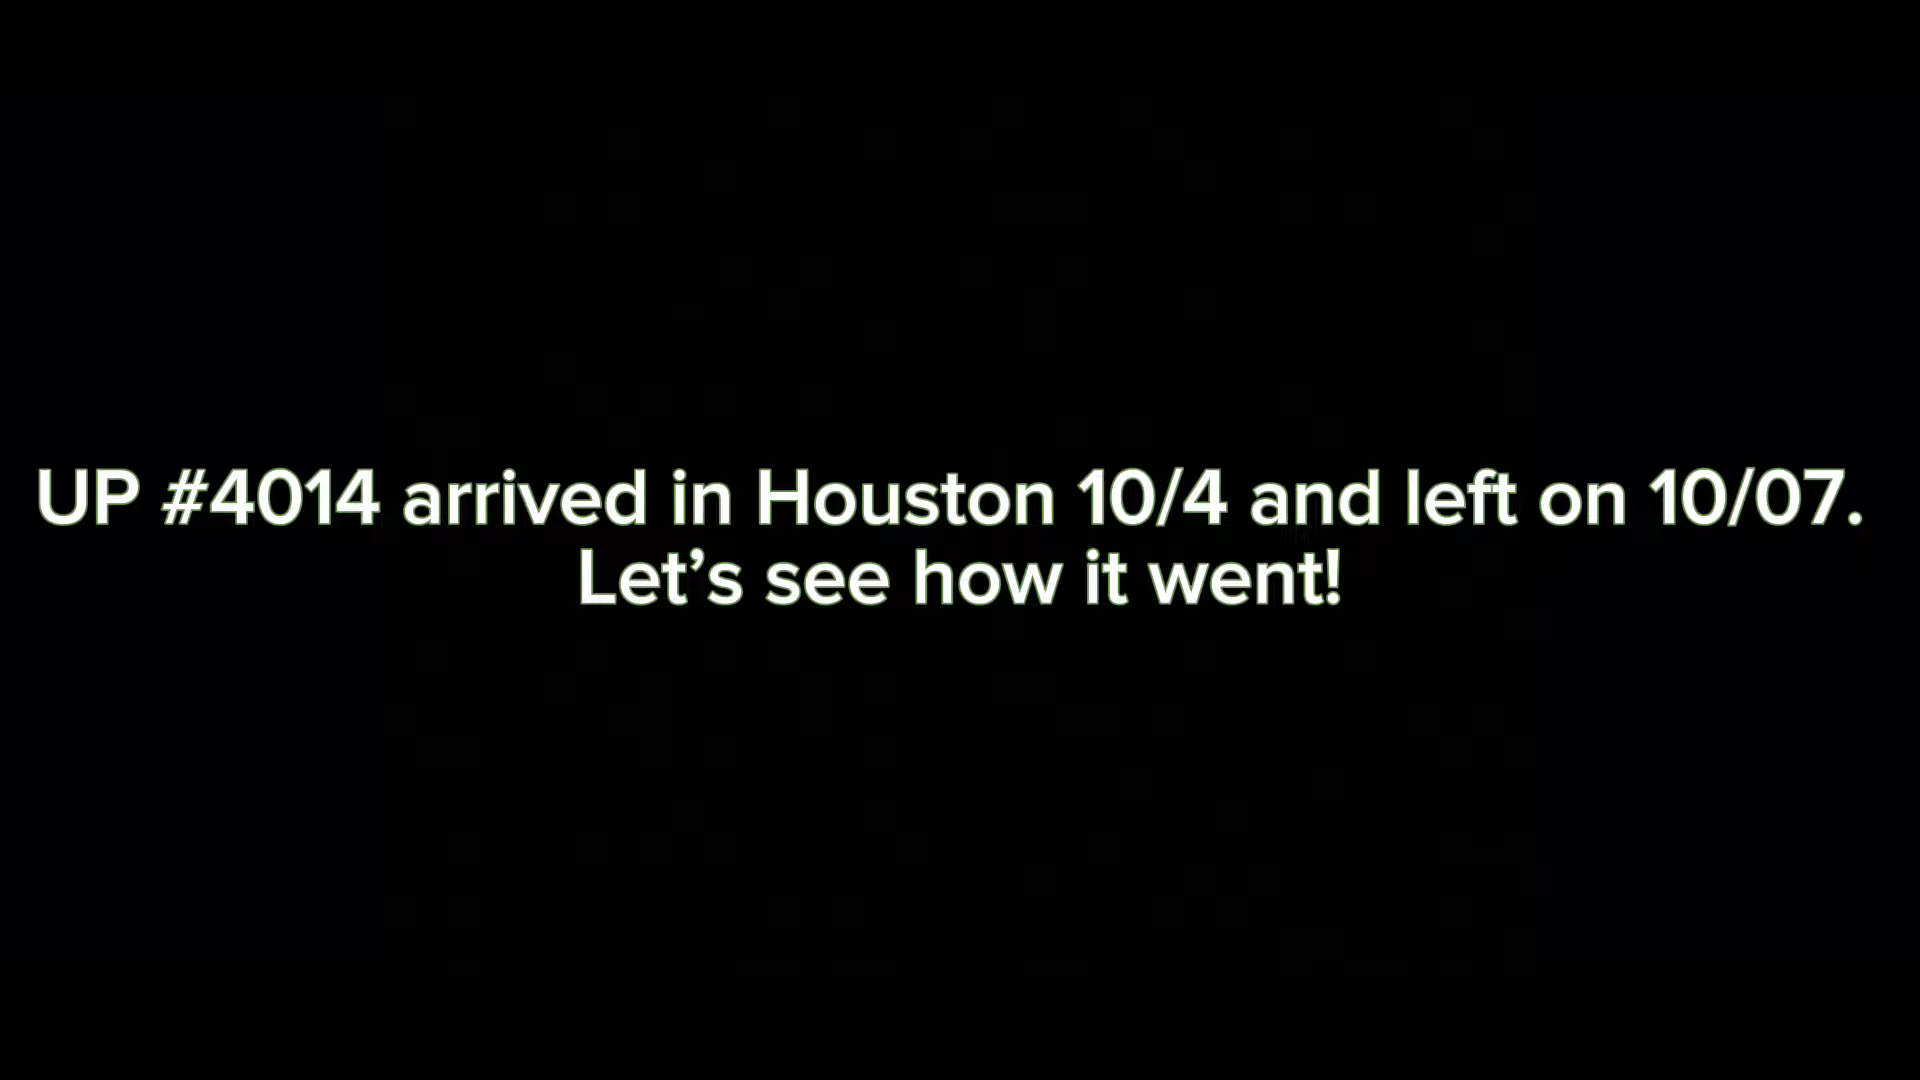 UP #4014 arrived in Houston 10/4 and left on 10/07.
Let’s see how it went!